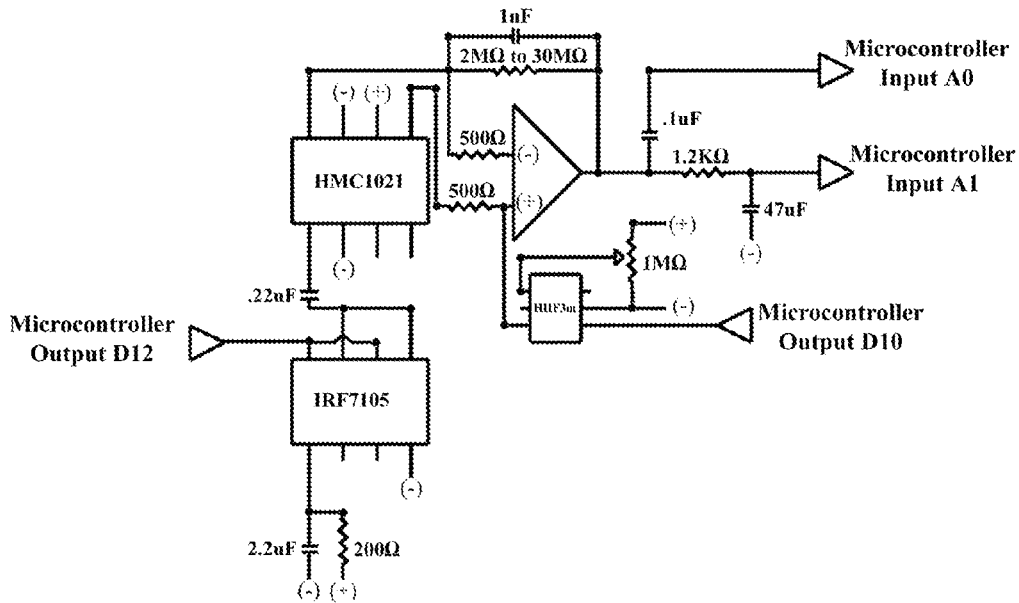 1nF
2MΩ to 30MΩ
Microcontroller
Input A0
(-) (+)
.1uF
500Ω
(-)
1.2KΩ
Microcontroller
Input A1
HMC1021
500Ω
(+)
47uF
(+)
(-)
1MΩ
(-)
.22uF
(-)
Microcontroller
Output D12
Microcontroller
Output D10
IRF7105
(-)
2.2uF
200Ω
(-) (+)